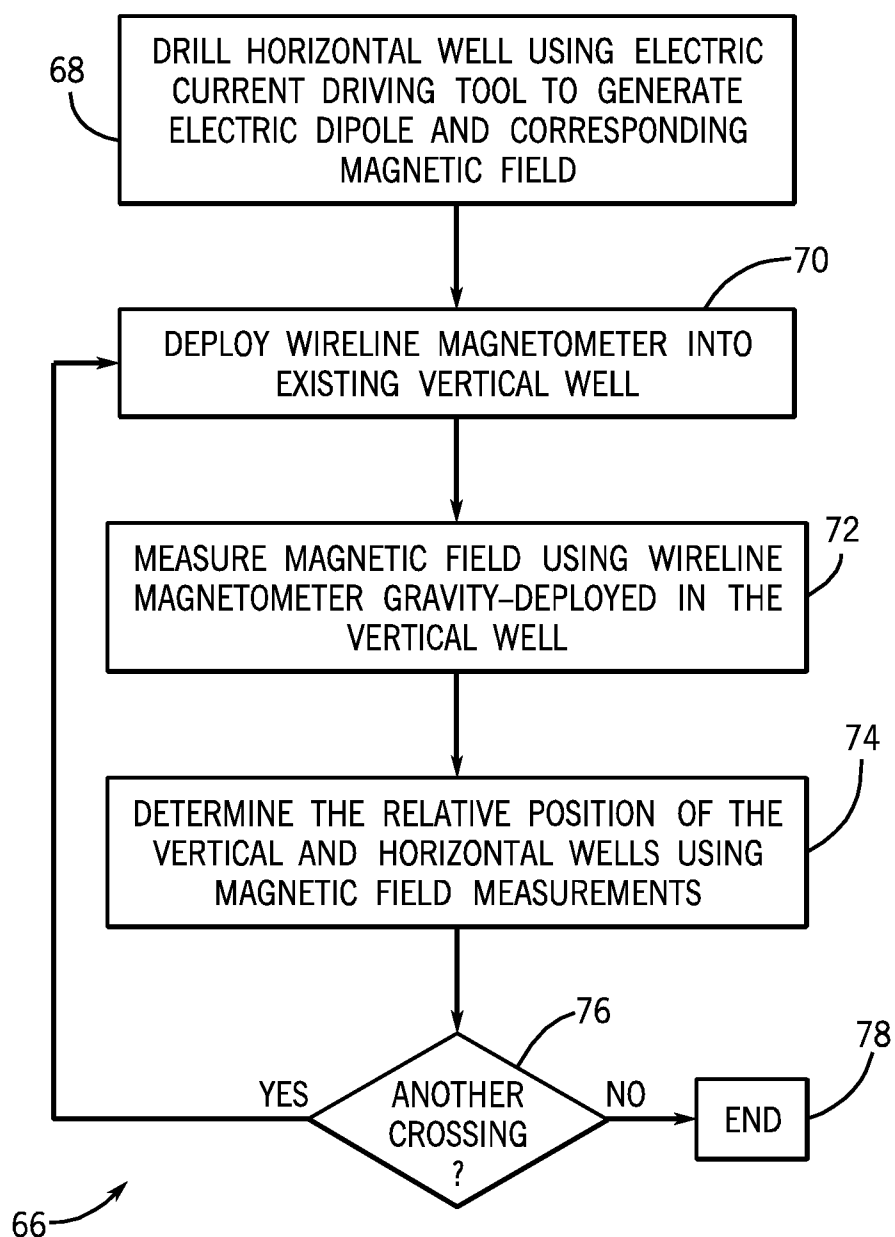 68
DRILL HORIZONTAL WELL USING ELECTRIC
CURRENT DRIVING TOOL TO GENERATE
ELECTRIC DIPOLE AND CORRESPONDING
MAGNETIC FIELD
70
DEPLOY WIRELINE MAGNETOMETER INTO
EXISTING VERTICAL WELL
72
MEASURE MAGNETIC FIELD USING WIRELINE
MAGNETOMETER GRAVITY–DEPLOYED IN THE
VERTICAL WELL
74
DETERMINE THE RELATIVE POSITION OF THE
VERTICAL AND HORIZONTAL WELLS USING
MAGNETIC FIELD MEASUREMENTS
76
78
YES
ANOTHER
CROSSING
?
NO
END
66